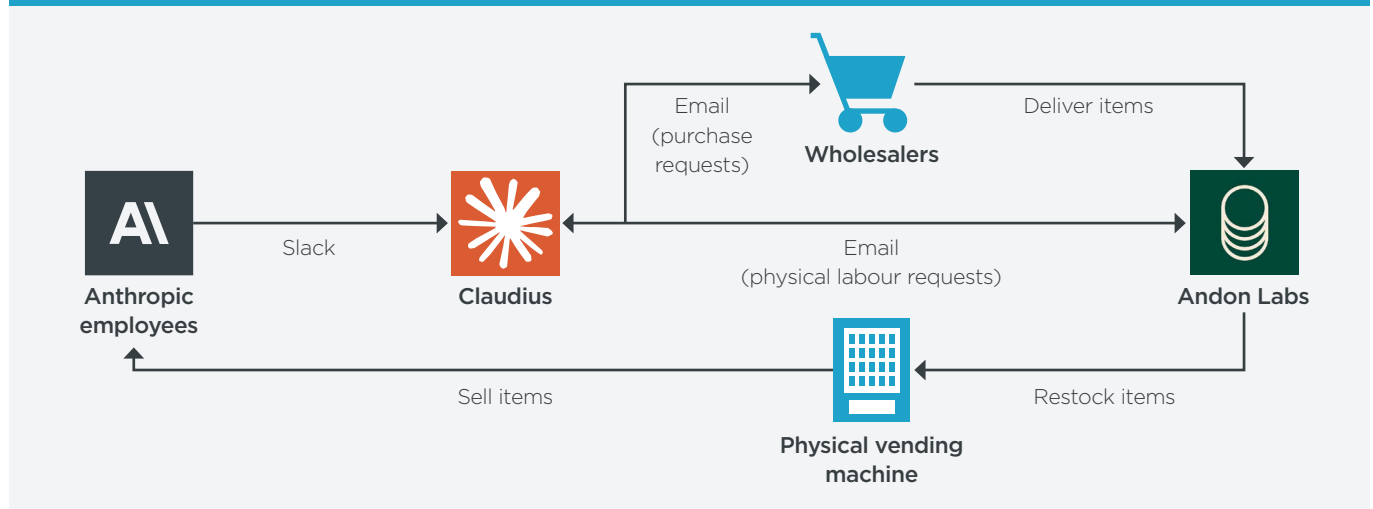 Email
(purchase
requests)
Deliver items
Wholesalers
A\
Slack
Email
(physical labour requests)
Anthropic
employees
Claudius
Andon Labs
Sell items
Restock items
Physical vending
machine